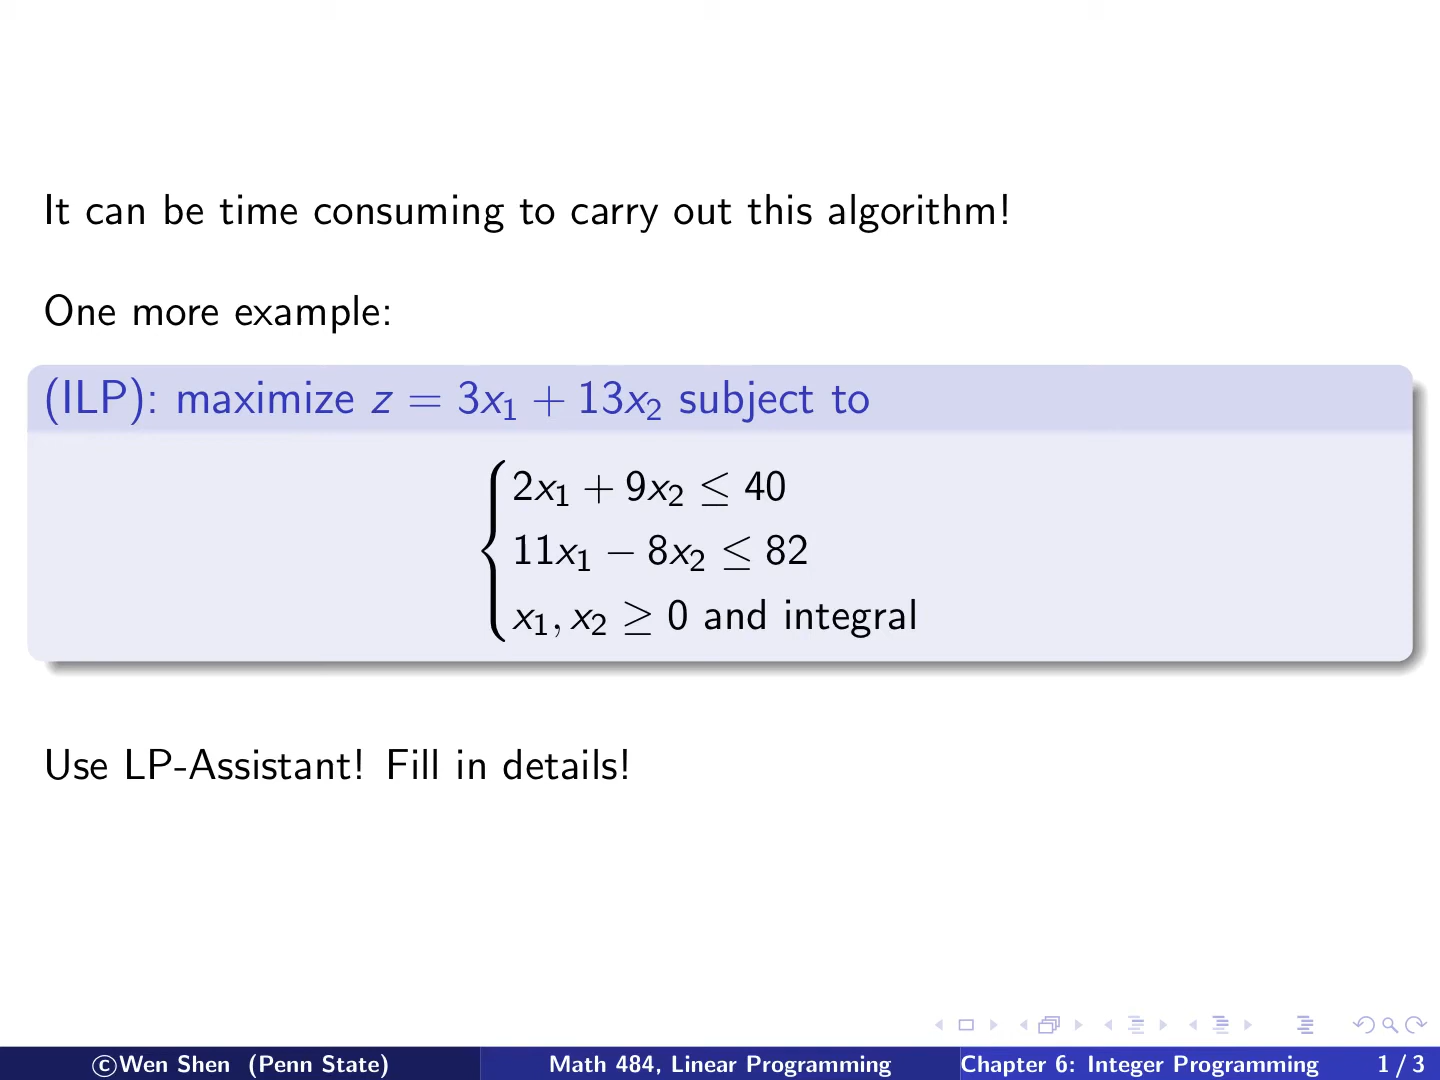 It can be time consuming to carry out this algorithm!
One more example:
(ILP): maximize z = 3x₁ + 13x₂ subject to
2x₁ + 9x₂ ≤ 40
11x₁ − 8x₂ ≤ 82
x₁, x₂ ≥ 0 and integral
Use LP-Assistant! Fill in details!
©Wen Shen (Penn State) Math 484, Linear Programming Chapter 6: Integer Programming 1 / 3